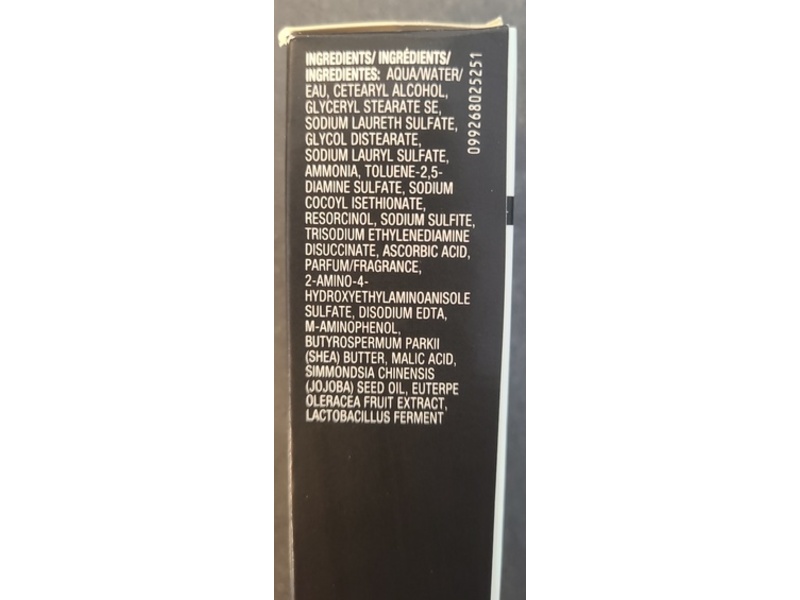 INGREDIENTS/ INGRÉDIENTS/
INGREDIENTES: AQUA/WATER/
EAU, CETEARYL ALCOHOL,
GLYCERYL STEARATE SE,
SODIUM LAURETH SULFATE,
GLYCOL DISTEARATE,
SODIUM LAURYL SULFATE,
AMMONIA, TOLUENE-2,5-
DIAMINE SULFATE, SODIUM
COCOYL ISETHIONATE,
RESORCINOL, SODIUM SULFITE,
TRISODIUM ETHYLENEDIAMINE
DISUCCINATE, ASCORBIC ACID,
PARFUM/FRAGRANCE,
2-AMINO-4-
HYDROXYETHYLAMINOANISOLE
SULFATE, DISODIUM EDTA,
M-AMINOPHENOL,
BUTYROSPERMUM PARKII
(SHEA) BUTTER, MALIC ACID,
SIMMONDSIA CHINENSIS
(JOJOBA) SEED OIL, EUTERPE
OLERACEA FRUIT EXTRACT,
LACTOBACILLUS FERMENT
099268025251